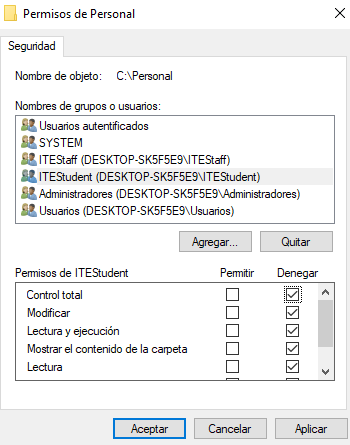 Permisos de Personal
Seguridad
Nombre de objeto: C:\Personal
Nombres de grupos o usuarios:
Usuarios autentificados
SYSTEM
ITEStaff (DESKTOP-SK5F5E9\ITEStaff)
ITEStudent (DESKTOP-SK5F5E9\ITEStudent)
Administradores (DESKTOP-SK5F5E9\Administradores)
Usuarios (DESKTOP-SK5F5E9\Usuarios)
Agregar... Quitar
Permisos de ITEStudent Permitir Denegar
Control total
Modificar
Lectura y ejecución
Mostrar el contenido de la carpeta
Lectura
Aceptar Cancelar Aplicar